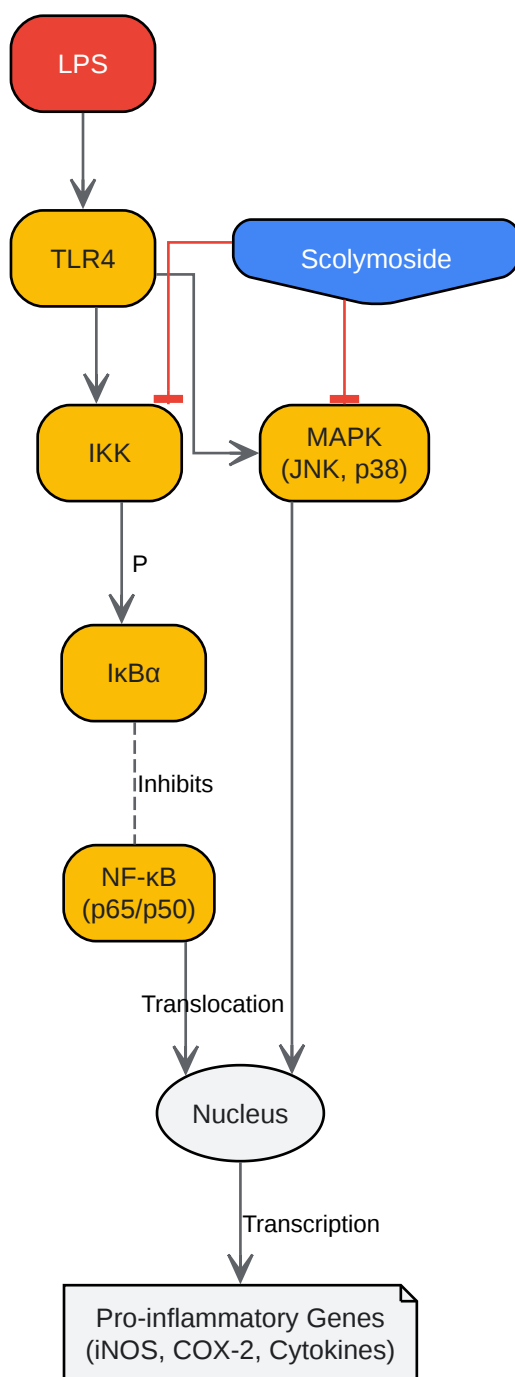 LPS
TLR4
Scolymoside
IKK
MAPK
(JNK, p38)
P
IκBα
Inhibits
NF-κB
(p65/p50)
Translocation
Nucleus
Transcription
Pro-inflammatory Genes
(iNOS, COX-2, Cytokines)